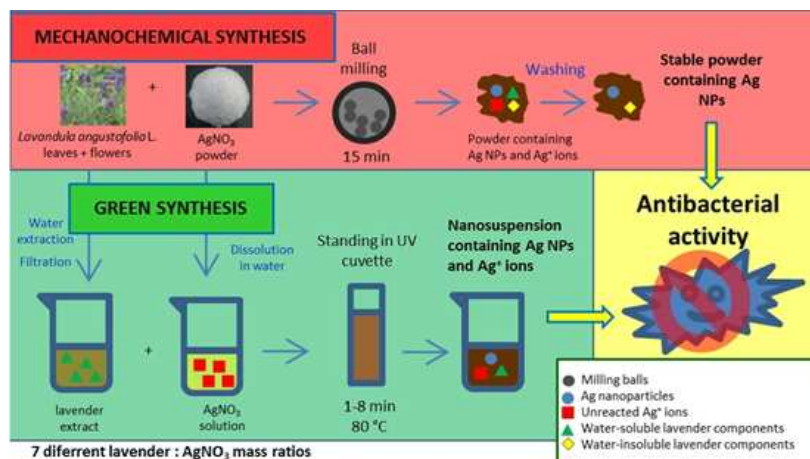 MECHANOCHEMICAL SYNTHESIS
+
Lavandula angustafolia L.
leaves + flowers
AgNO₃
powder
Ball
milling
15 min
Powder containing
Ag NPs and Ag⁺ ions
Washing
Stable powder
containing Ag
NPs
GREEN SYNTHESIS
Water
extraction
Filtration
Dissolution
in water
lavender
extract
+
AgNO₃
solution
Standing in UV
cuvette
1-8 min
80 °C
Nanosuspension
containing Ag NPs
and Ag⁺ ions
Antibacterial
activity
Milling balls
Ag nanoparticles
Unreacted Ag⁺ ions
Water-soluble lavender components
Water-insoluble lavender components
7 diferrent lavender : AgNO₃ mass ratios